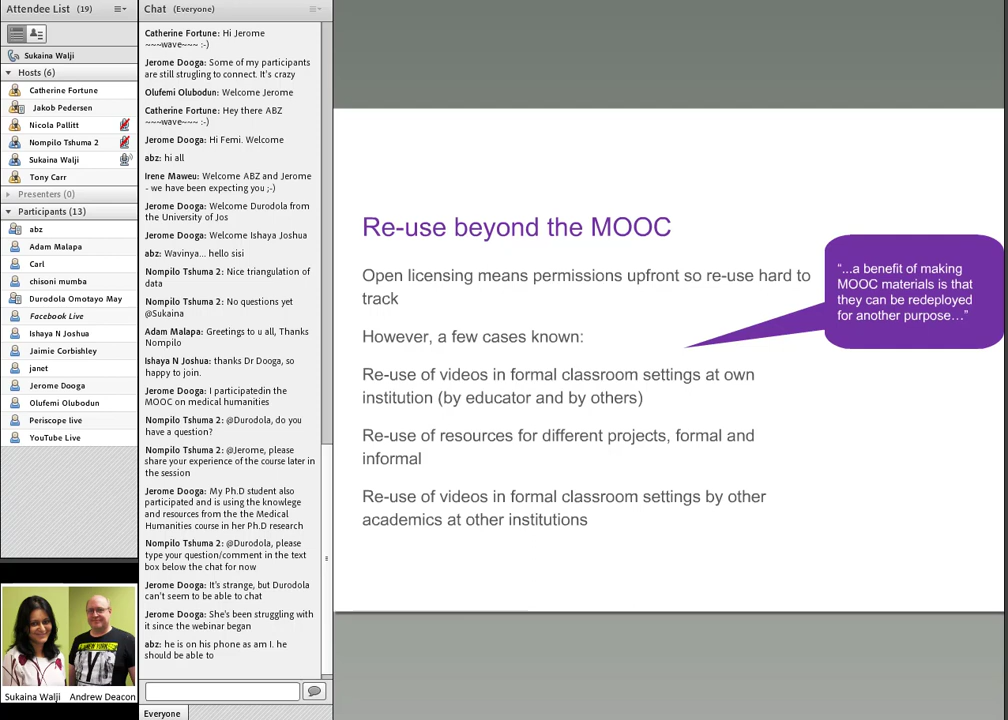 Attendee List (19)
Sukaina Walji
Hosts (6)
Catherine Fortune
Jakob Pedersen
Nicola Pallitt
Nompilo Tshuma 2
Sukaina Walji
Tony Carr
Presenters (0)
Participants (13)
abz
Adam Malapa
Carl
chisoni mumba
Durodola Omotayo May
Facebook Live
Ishaya N Joshua
Jaimie Corbishley
janet
Jerome Dooga
Olufemi Olubodun
Periscope live
YouTube Live
Sukaina Walji
Andrew Deacon
Chat (Everyone)
Catherine Fortune: Hi Jerome
~~~wave~~~ :-)
Jerome Dooga: Some of my participants
are still strugling to connect. It's crazy
Olufemi Olubodun: Welcome Jerome
Catherine Fortune: Hey there ABZ
~~~wave~~~ :-)
Jerome Dooga: Hi Femi. Welcome
abz: hi all
Irene Maweu: Welcome ABZ and Jerome
- we have been expecting you ;-)
Jerome Dooga: Welcome Durodola from
the University of Jos
Jerome Dooga: Welcome Ishaya Joshua
abz: Wavinya... hello sisi
Nompilo Tshuma 2: Nice triangulation of
data
Nompilo Tshuma 2: No questions yet
@Sukaina
Adam Malapa: Greetings to u all, Thanks
Nompilo
Ishaya N Joshua: thanks Dr Dooga, so
happy to join.
Jerome Dooga: I participatedin the
MOOC on medical humanities
Nompilo Tshuma 2: @Durodola, do you
have a question?
Nompilo Tshuma 2: @Jerome, please
share your experience of the course later in
the session
Jerome Dooga: My Ph.D student also
participated and is using the knowlege
and resources from the the Medical
Humanities course in her Ph.D research
Nompilo Tshuma 2: @Durodola, please
type your question/comment in the text
box below the chat for now
Jerome Dooga: It's strange, but Durodola
can't seem to be able to chat
Jerome Dooga: She's been struggling with
it since the webinar began
abz: he is on his phone as am I. he
should be able to
Everyone
Re-use beyond the MOOC
Open licensing means permissions upfront so re-use hard to
track
However, a few cases known:
Re-use of videos in formal classroom settings at own
institution (by educator and by others)
Re-use of resources for different projects, formal and
informal
Re-use of videos in formal classroom settings by other
academics at other institutions
“...a benefit of making
MOOC materials is that
they can be redeployed
for another purpose…”